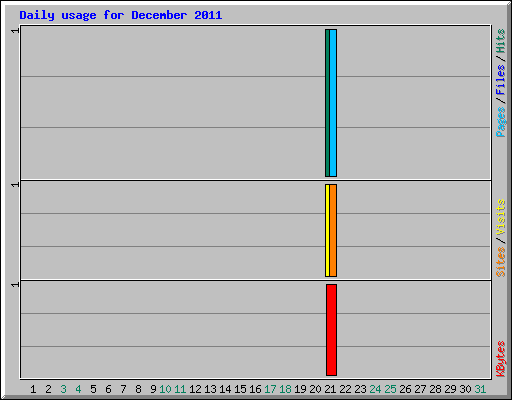 Daily usage for December 2011
1
Pages/Files/Hits
1
Sites/Visits
1
KBytes
1 2 3 4 5 6 7 8 9 10 11 12 13 14 15 16 17 18 19 20 21 22 23 24 25 26 27 28 29 30 31